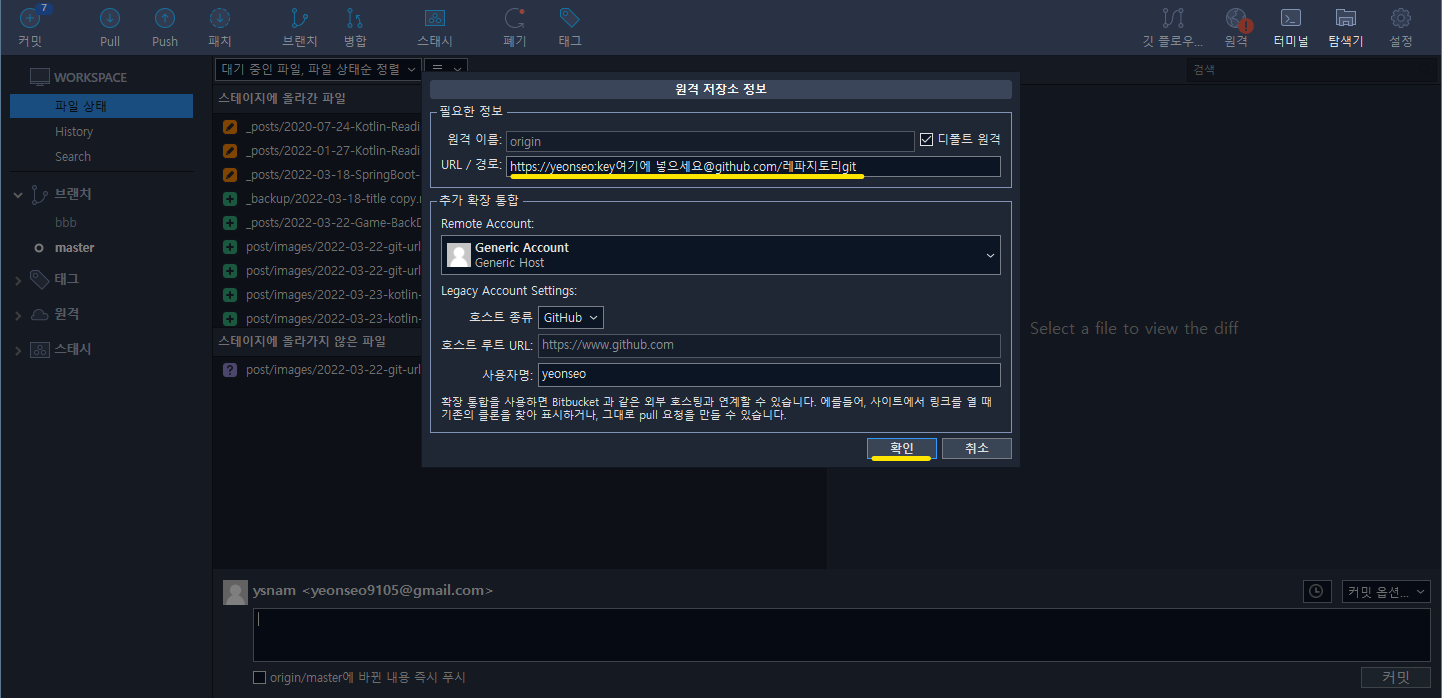 7
커밋
Pull
Push
패치
브랜치
병합
스태시
폐기
태그
깃 플로우...
원격
터미널
탐색기
설정
WORKSPACE
파일 상태
History
Search
브랜치
bbb
master
태그
원격
스태시
대기 중인 파일, 파일 상태순 정렬
검색
스테이지에 올라간 파일
_posts/2020-07-24-Kotlin-Readi
_posts/2022-01-27-Kotlin-Readi
_posts/2022-03-18-SpringBoot-
_backup/2022-03-18-title copy.r
_posts/2022-03-22-Game-BackD
post/images/2022-03-22-git-url
post/images/2022-03-22-git-url
post/images/2022-03-23-kotlin-
post/images/2022-03-23-kotlin-
스테이지에 올라가지 않은 파일
post/images/2022-03-22-git-url
원격 저장소 정보
필요한 정보
원격 이름: origin
디폴트 원격
URL / 경로: https://yeonseo:key여기에 넣으세요@github.com/레파지토리git
추가 확장 통합
Remote Account:
Generic Account
Generic Host
Legacy Account Settings:
호스트 종류 GitHub
호스트 루트 URL: https://www.github.com
사용자명: yeonseo
확장 통합을 사용하면 Bitbucket 과 같은 외부 호스팅과 연계할 수 있습니다. 에를들어, 사이트에서 링크를 열 때
기존의 클론을 찾아 표시하거나, 그대로 pull 요청을 만들 수 있습니다.
확인
취소
Select a file to view the diff
ysnam <yeonseo9105@gmail.com>
커밋 옵션...
origin/master에 바뀐 내용 즉시 푸시
커밋